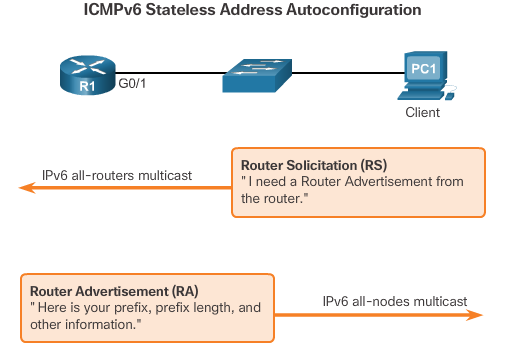 ICMPv6 Stateless Address Autoconfiguration
R1
G0/1
PC1
Client
IPv6 all-routers multicast
Router Solicitation (RS)
" I need a Router Advertisement from
the router."
Router Advertisement (RA)
" Here is your prefix, prefix length, and
other information."
IPv6 all-nodes multicast